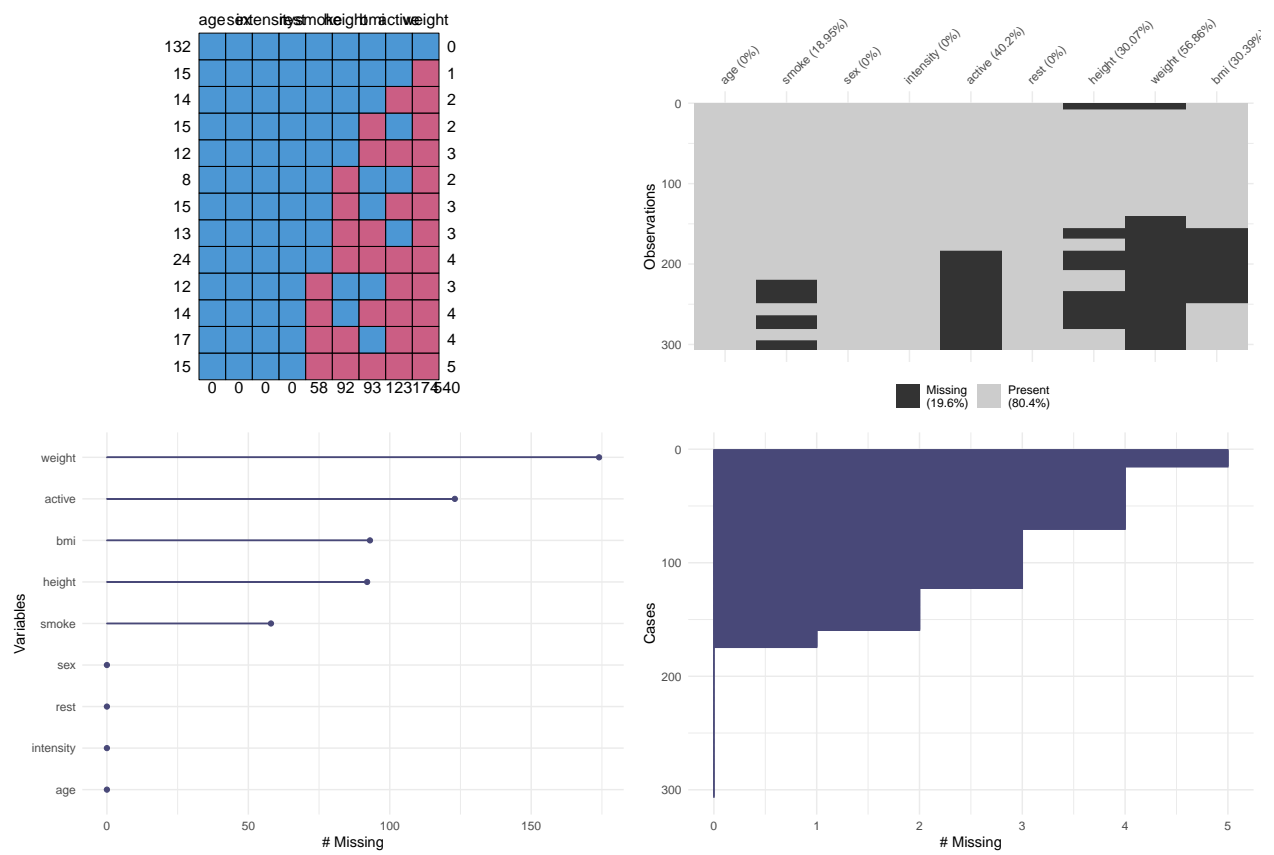 age sex intensity rest smoke height bmi active weight
132 0
15 1
14 2
15 2
12 3
8 2
15 3
13 3
24 4
12 3
14 4
17 4
15 5
0 0 0 0 58 92 93 123 174 540
age (0%) smoke (18.95%) sex (0%) intensity (0%) active (40.2%) rest (0%) height (30.07%) weight (56.86%) bmi (30.39%)
Observations
0
100
200
300
Missing Present
(19.6%) (80.4%)
Variables
weight
active
bmi
height
smoke
sex
rest
intensity
age
0 50 100 150
# Missing
Cases
0
100
200
300
0 1 2 3 4 5
# Missing